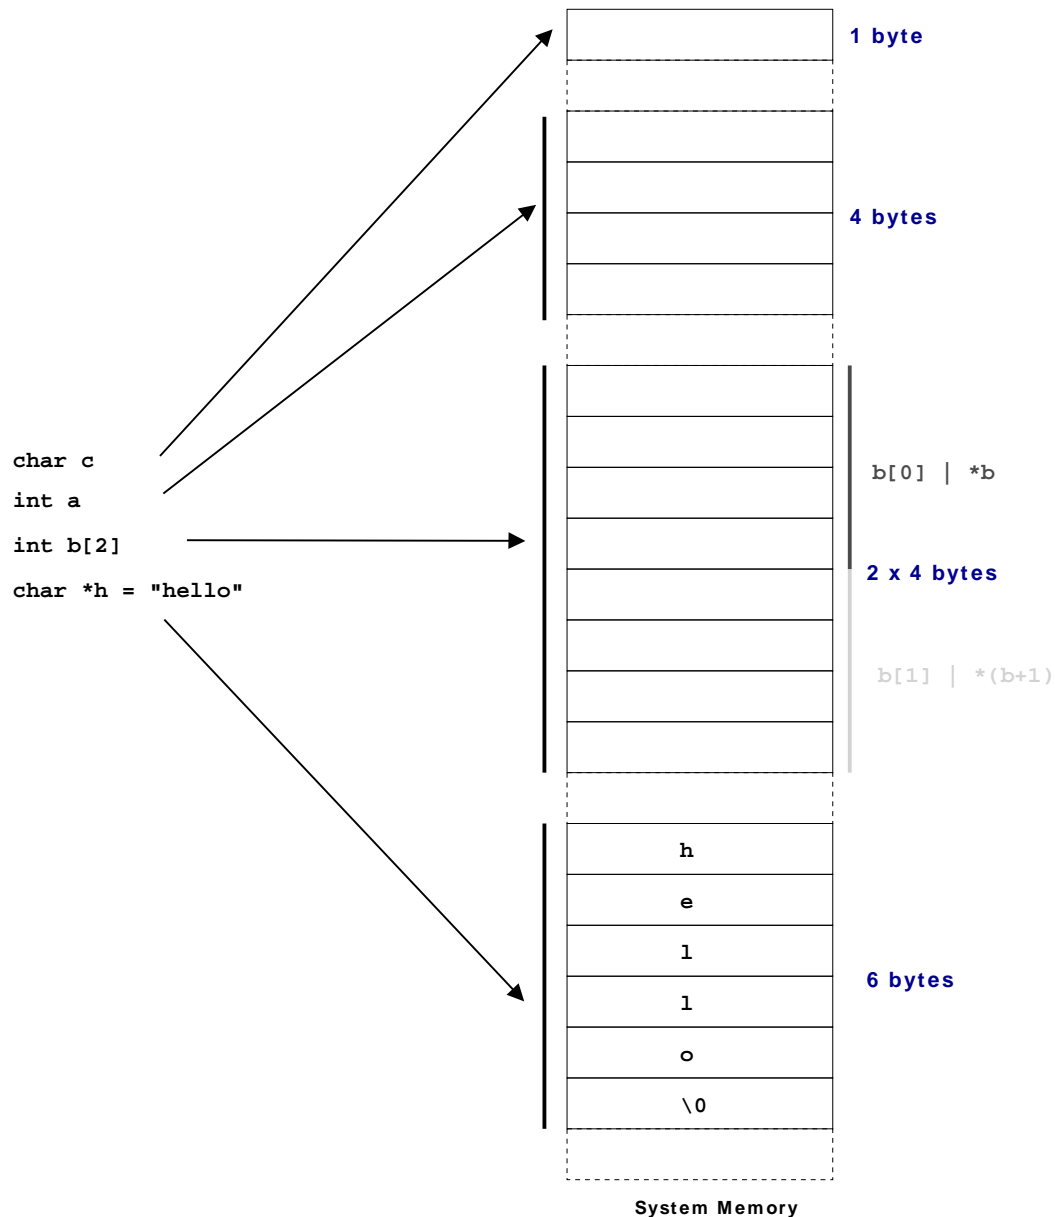 1 byte
4 bytes
char c
int a
int b[2]
char *h = "hello"
b[0] | *b
2 x 4 bytes
b[1] | *(b+1)
h
e
l
l
o
\0
6 bytes
System Memory